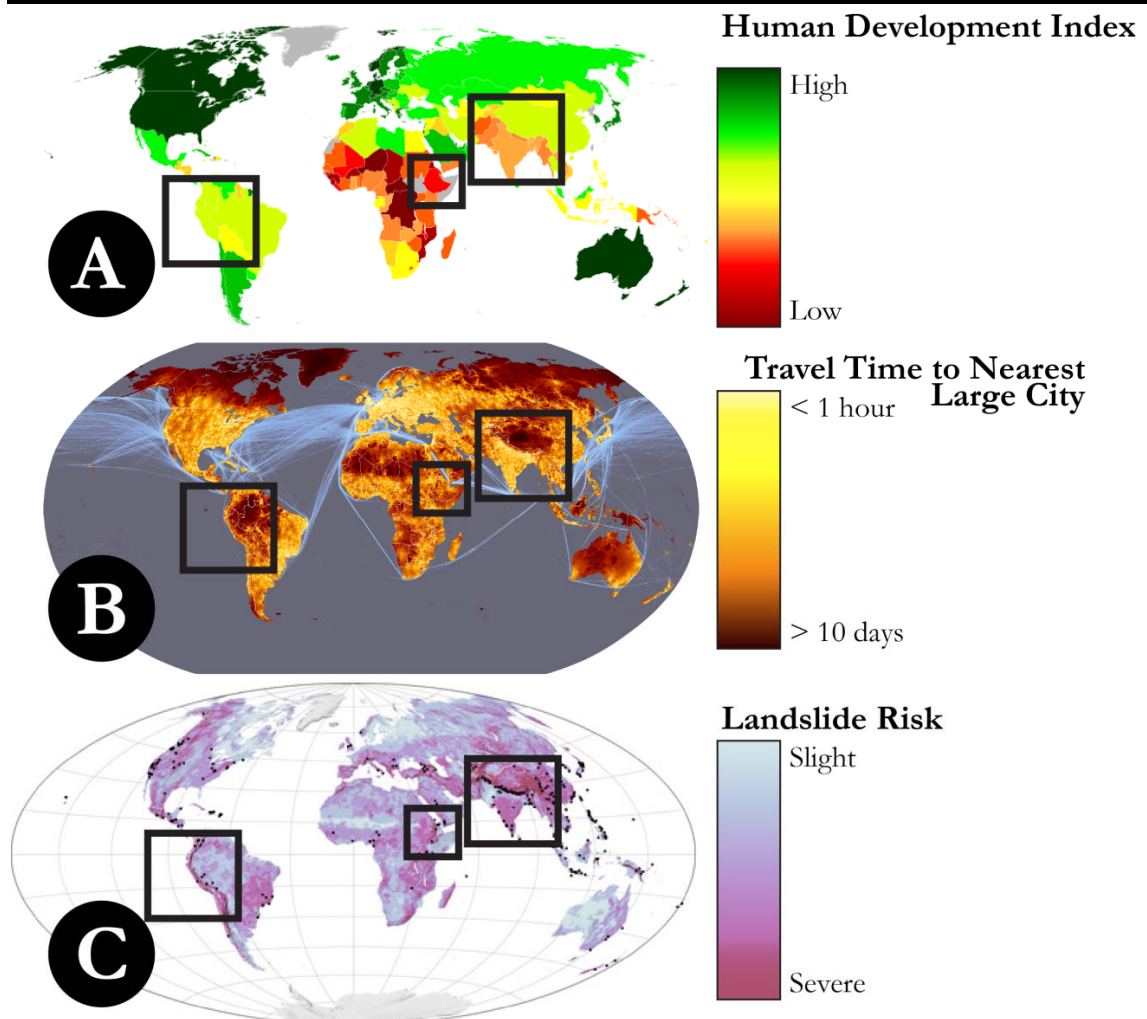 Human Development Index
High
A
Low
Travel Time to Nearest
Large City
< 1 hour
B
> 10 days
Landslide Risk
Slight
C
Severe